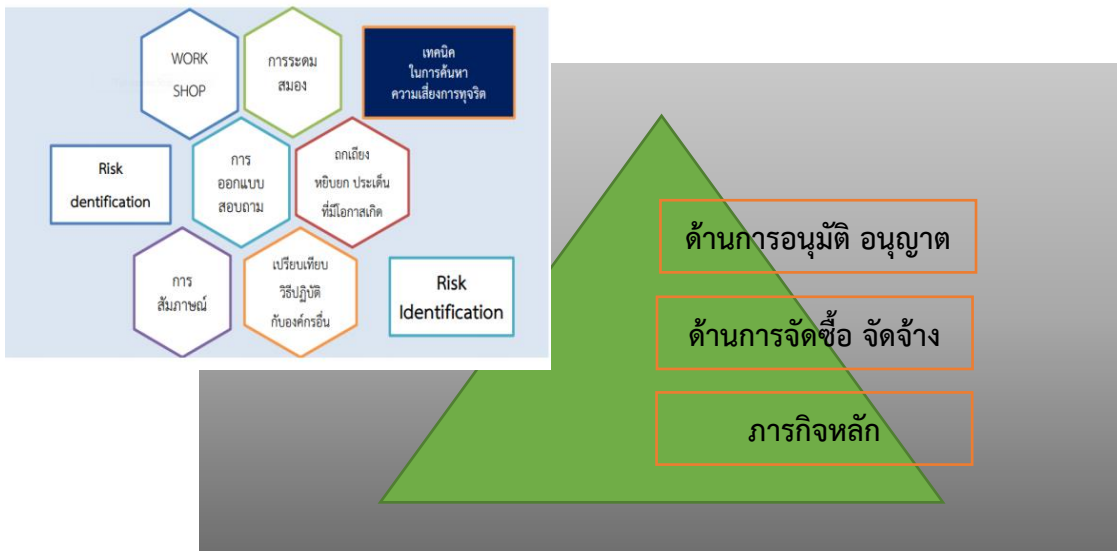 WORK
SHOP
การระดม
สมอง
เทคนิค
ในการค้นหา
ความเสี่ยงการทุจริต
Risk
dentification
การ
ออกแบบ
สอบถาม
ถกเถียง
หยิบยก ประเด็น
ที่มีโอกาสเกิด
การ
สัมภาษณ์
เปรียบเทียบ
วิธีปฏิบัติ
กับองค์กรอื่น
Risk
Identification
ด้านการอนุมัติ อนุญาต
ด้านการจัดซื้อ จัดจ้าง
ภารกิจหลัก